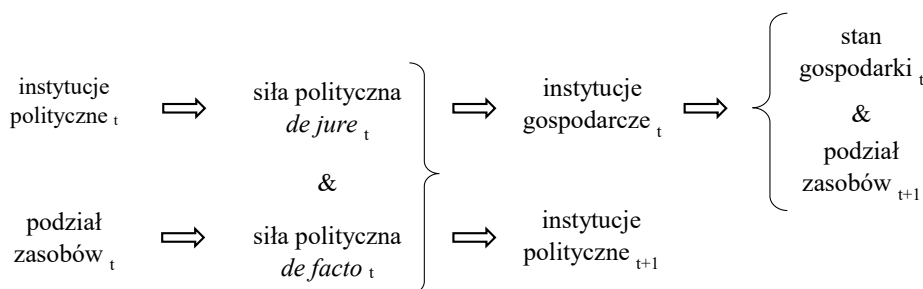 instytucje
polityczne t
podział
zasobów t
siła polityczna
de jure t
&
siła polityczna
de facto t
instytucje
gospodarcze t
instytucje
polityczne t+1
stan
gospodarki t
&
podział
zasobów t+1